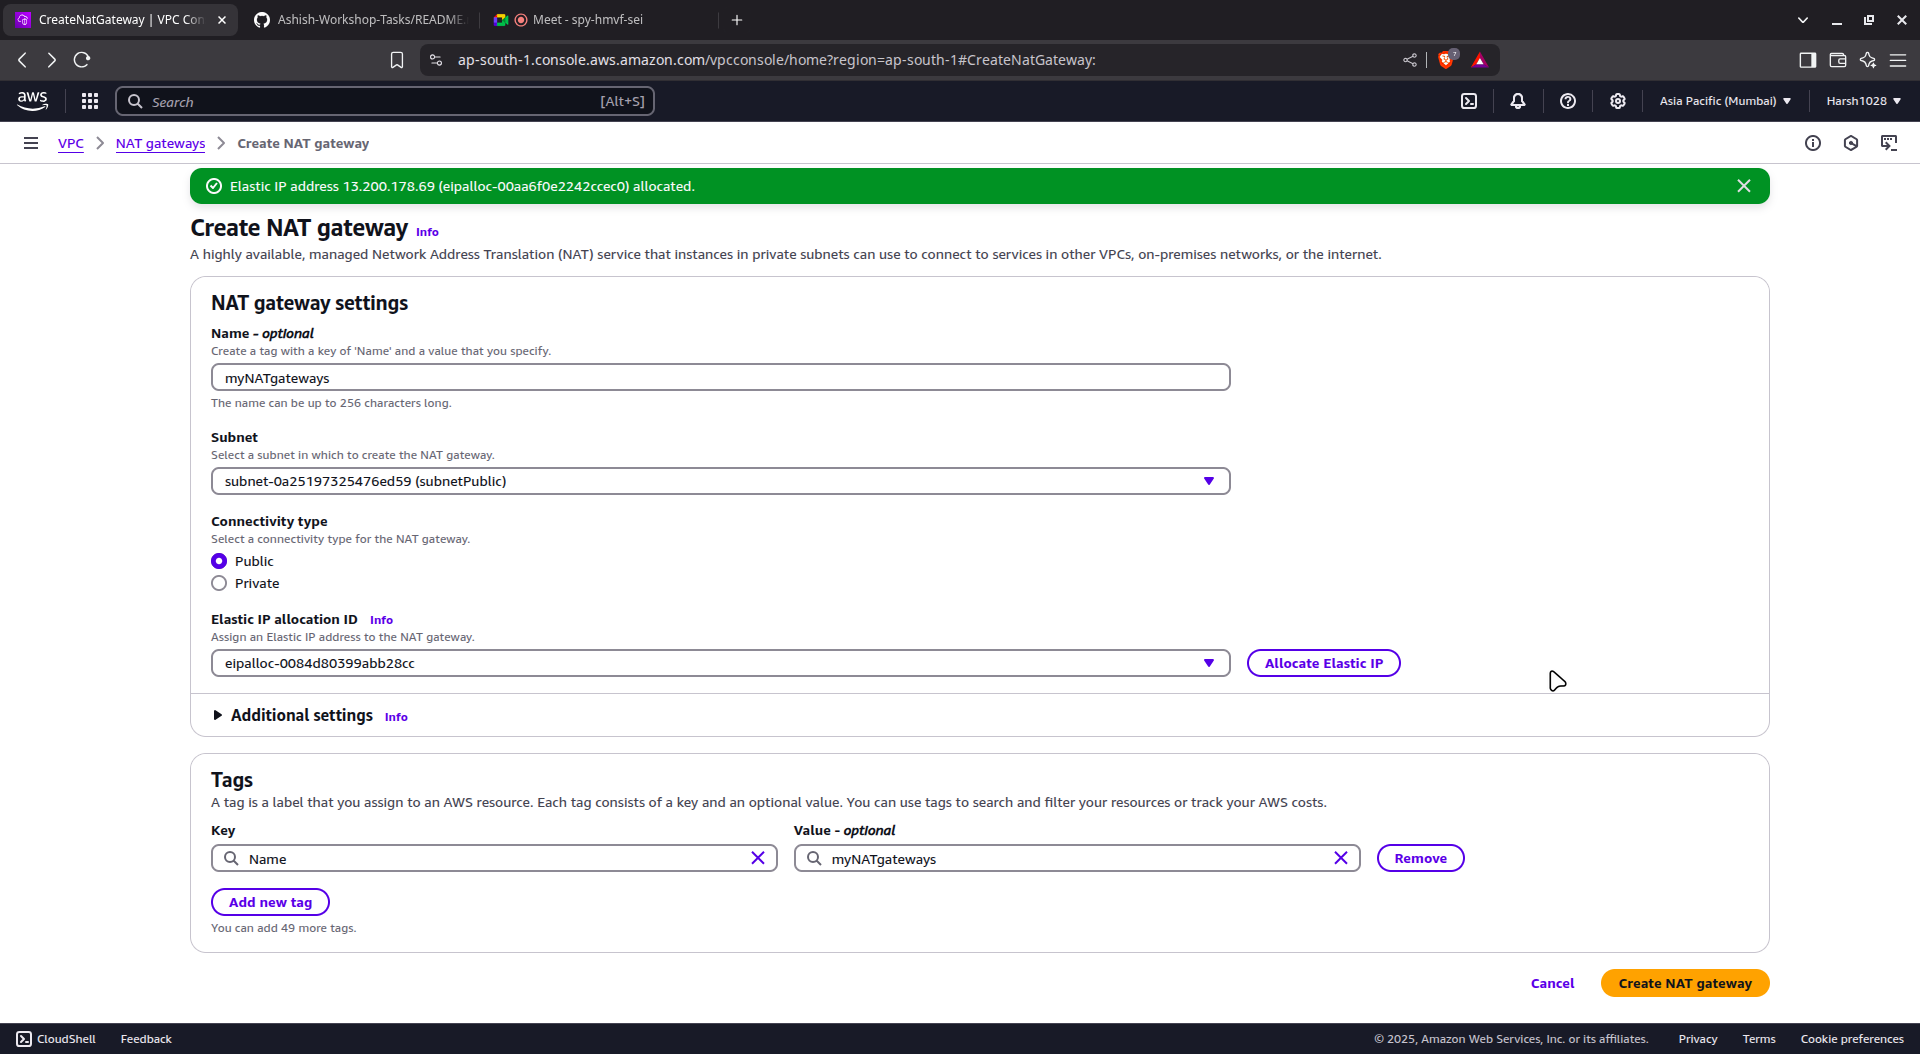 CreateNatGateway | VPC Con
Ashish-Workshop-Tasks/README.
Meet - spy-hmvf-sei
ap-south-1.console.aws.amazon.com/vpcconsole/home?region=ap-south-1#CreateNatGateway:
7
aws
Search
[Alt+S]
Asia Pacific (Mumbai)
Harsh1028
VPC
NAT gateways
Create NAT gateway
Elastic IP address 13.200.178.69 (eipalloc-00aa6f0e2242ccec0) allocated.
Create NAT gateway Info
A highly available, managed Network Address Translation (NAT) service that instances in private subnets can use to connect to services in other VPCs, on-premises networks, or the internet.
NAT gateway settings
Name – optional
Create a tag with a key of 'Name' and a value that you specify.
myNATgateways
The name can be up to 256 characters long.
Subnet
Select a subnet in which to create the NAT gateway.
subnet-0a25197325476ed59 (subnetPublic)
Connectivity type
Select a connectivity type for the NAT gateway.
Public
Private
Elastic IP allocation ID Info
Assign an Elastic IP address to the NAT gateway.
eipalloc-0084d80399abb28cc
Allocate Elastic IP
Additional settings Info
Tags
A tag is a label that you assign to an AWS resource. Each tag consists of a key and an optional value. You can use tags to search and filter your resources or track your AWS costs.
Key
Value – optional
Name
myNATgateways
Remove
Add new tag
You can add 49 more tags.
Cancel
Create NAT gateway
CloudShell
Feedback
© 2025, Amazon Web Services, Inc. or its affiliates.
Privacy
Terms
Cookie preferences